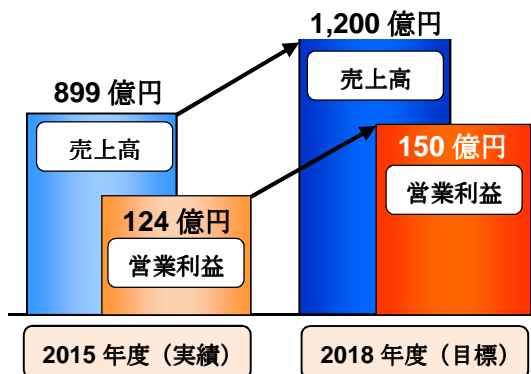 1,200 億円
899 億円
売上高
売上高
150 億円
営業利益
124 億円
営業利益
2015 年度（実績）
2018 年度（目標）